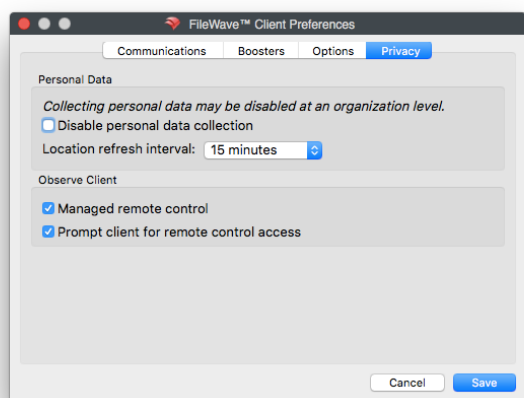 FileWave™ Client Preferences
Communications Boosters Options Privacy
Personal Data
Collecting personal data may be disabled at an organization level.
Disable personal data collection
Location refresh interval: 15 minutes
Observe Client
Managed remote control
Prompt client for remote control access
Cancel Save